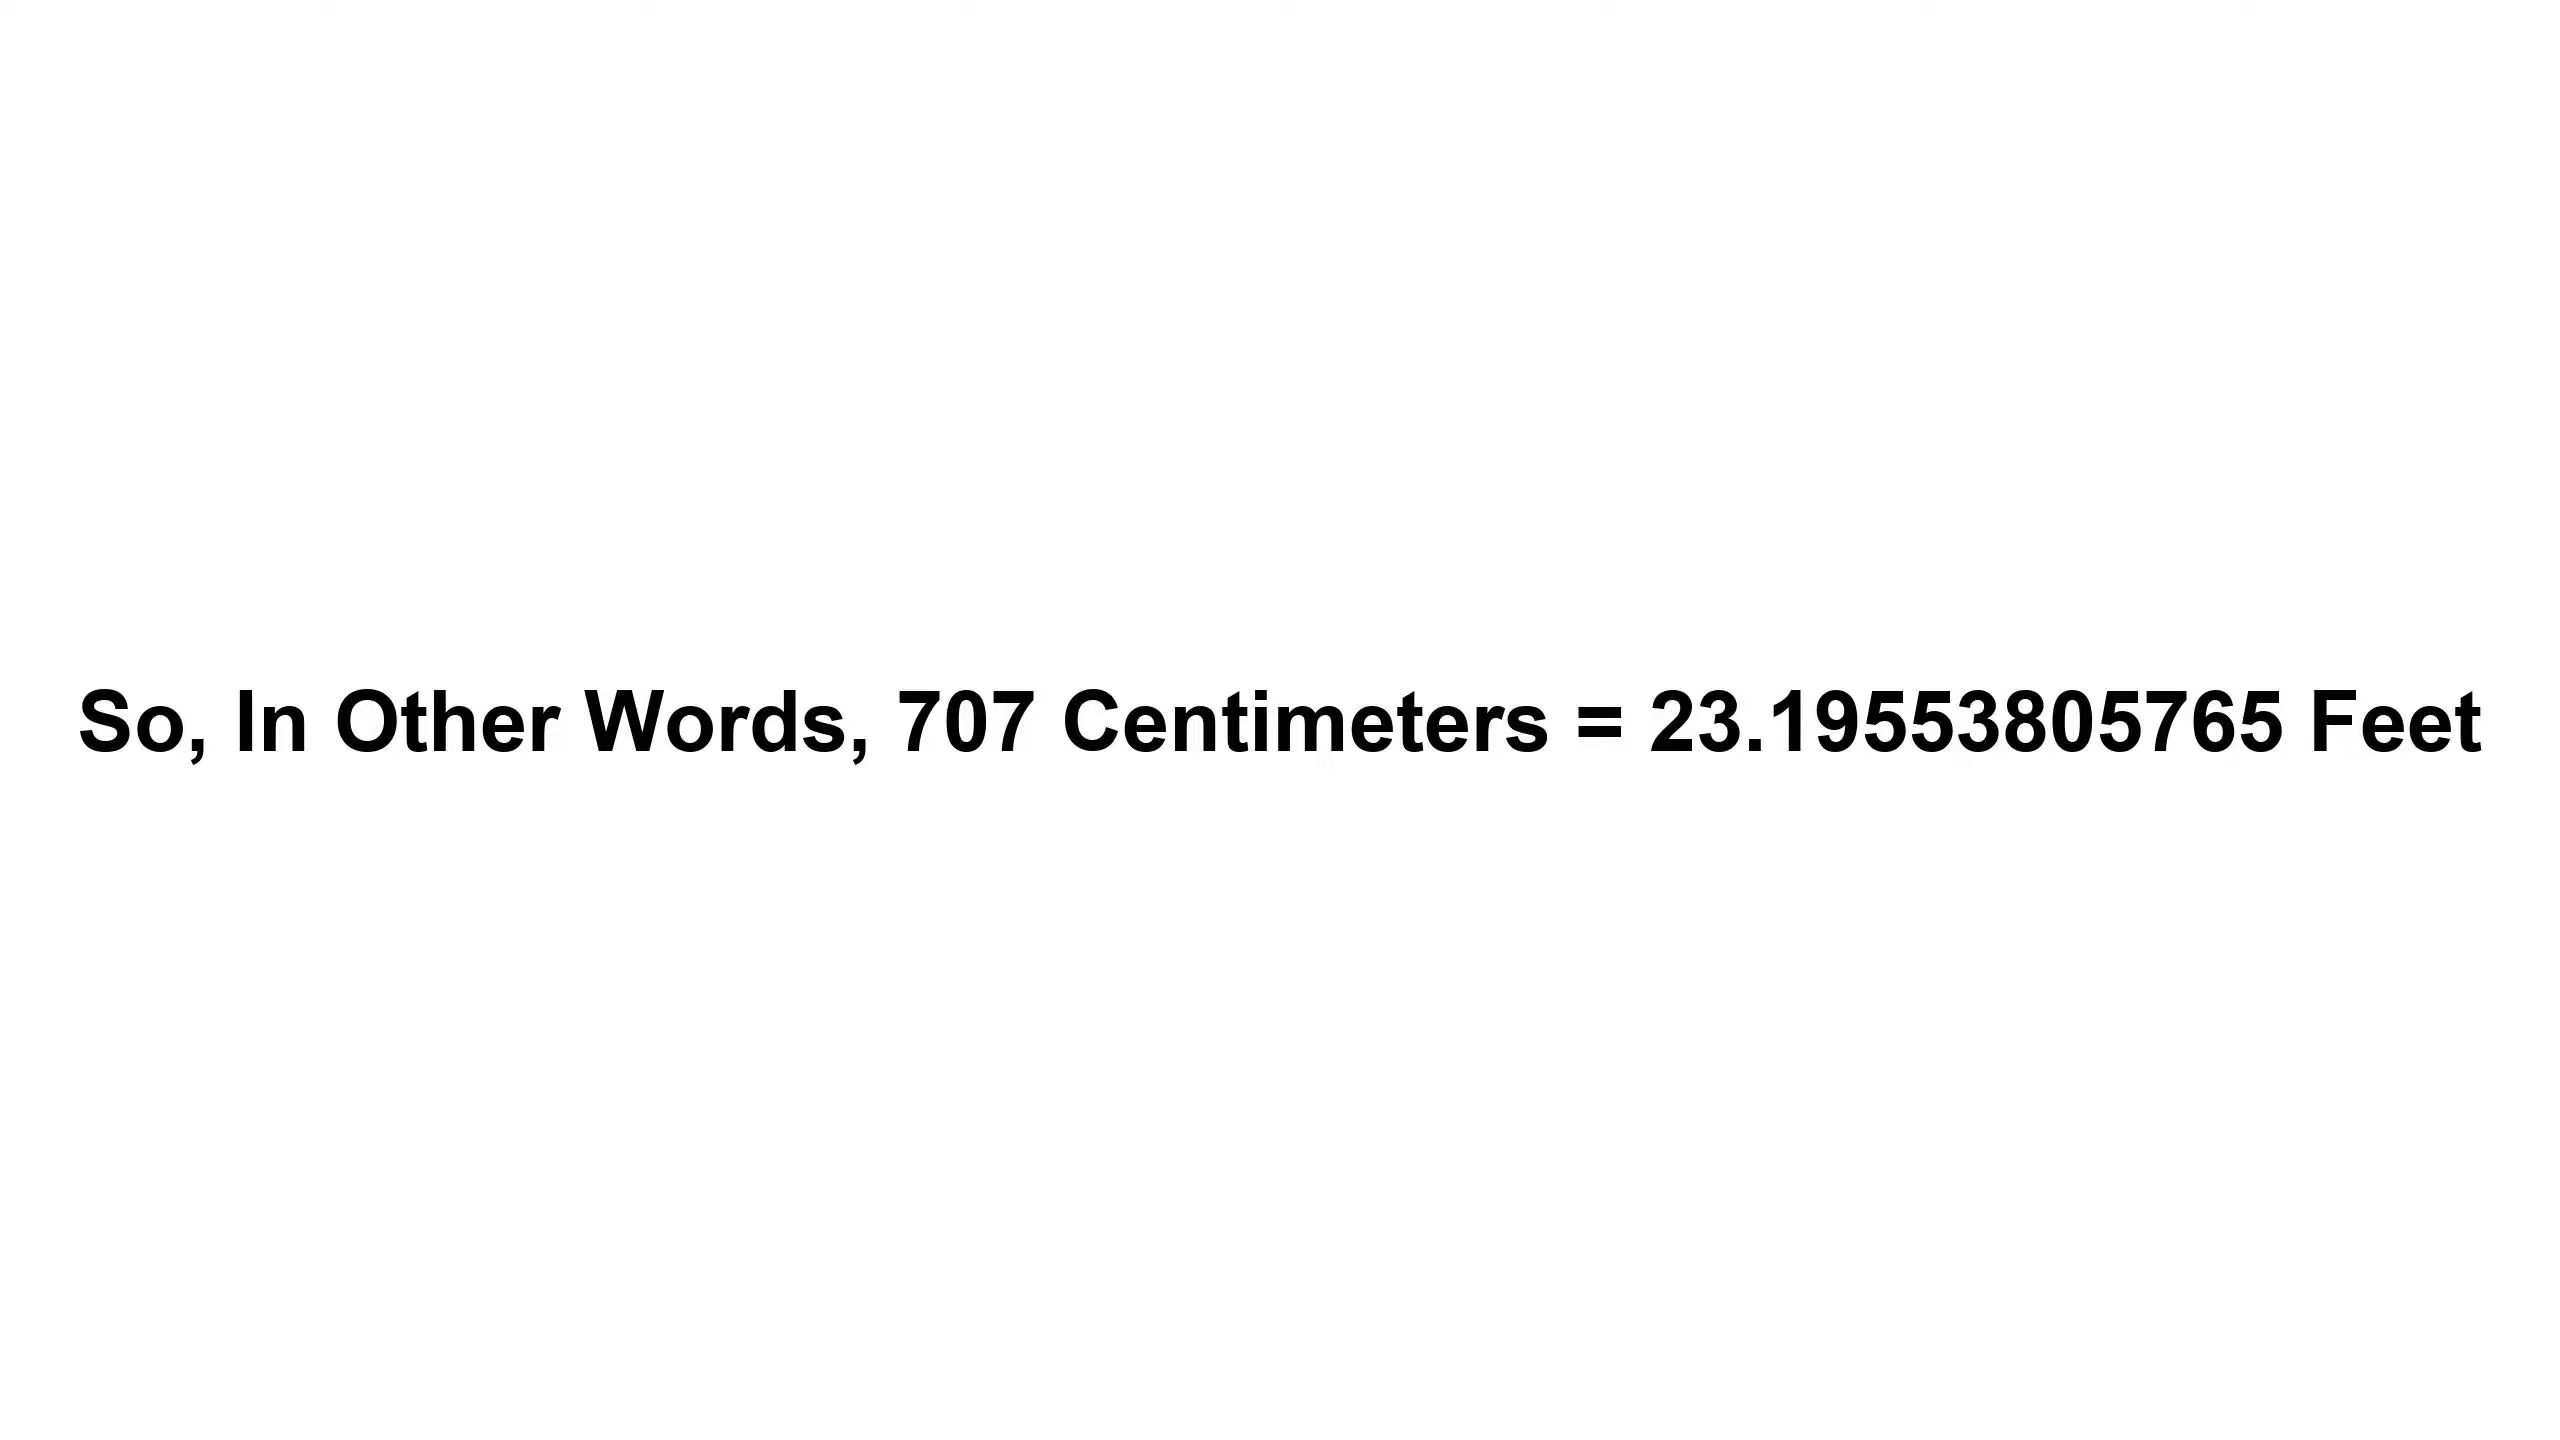 So, In Other Words, 707 Centimeters = 23.19553805765 Feet